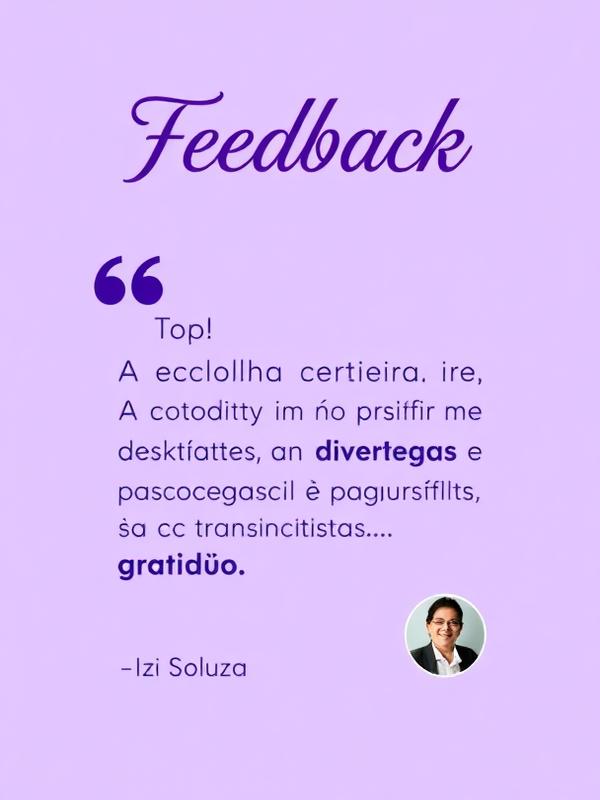 Feedback
“
Top!
A ecclollha certieira. ire,
A cotoditty im ńo prsiffir me
desktíattes, an divertegas e
pascocegascil è pagıursífllts,
ṡa cc transincitistas....
gratidüo.
–Izi Soluza